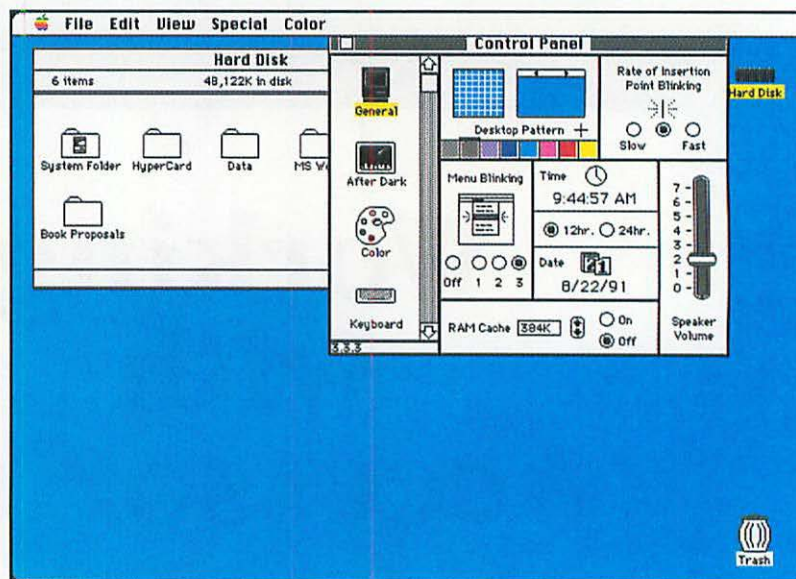 File Edit View Special Color
Hard Disk
6 items 48,122K in disk
System Folder
HyperCard
Data
Book Proposals
Control Panel
General
After Dark
Color
Keyboard
3.3.3
Desktop Pattern
Rate of Insertion
Point Blinking
Slow Fast
Menu Blinking
Off 1 2 3
Time
9:44:57 AM
12hr. 24hr.
Date
8/22/91
RAM Cache 384K
On
Off
7
6
5
4
3
2
1
0
Speaker
Volume
Hard Disk
Trash